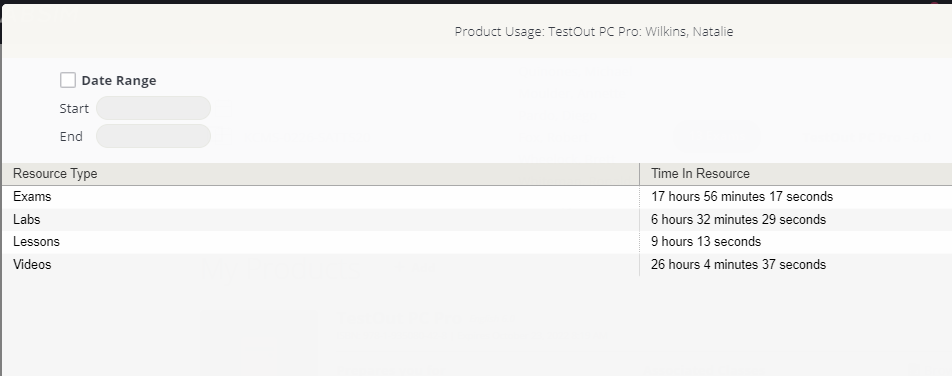 Product Usage: TestOut PC Pro: Wilkins, Natalie
Date Range
Start
End
Resource Type Time In Resource
Exams 17 hours 56 minutes 17 seconds
Labs 6 hours 32 minutes 29 seconds
Lessons 9 hours 13 seconds
Videos 26 hours 4 minutes 37 seconds